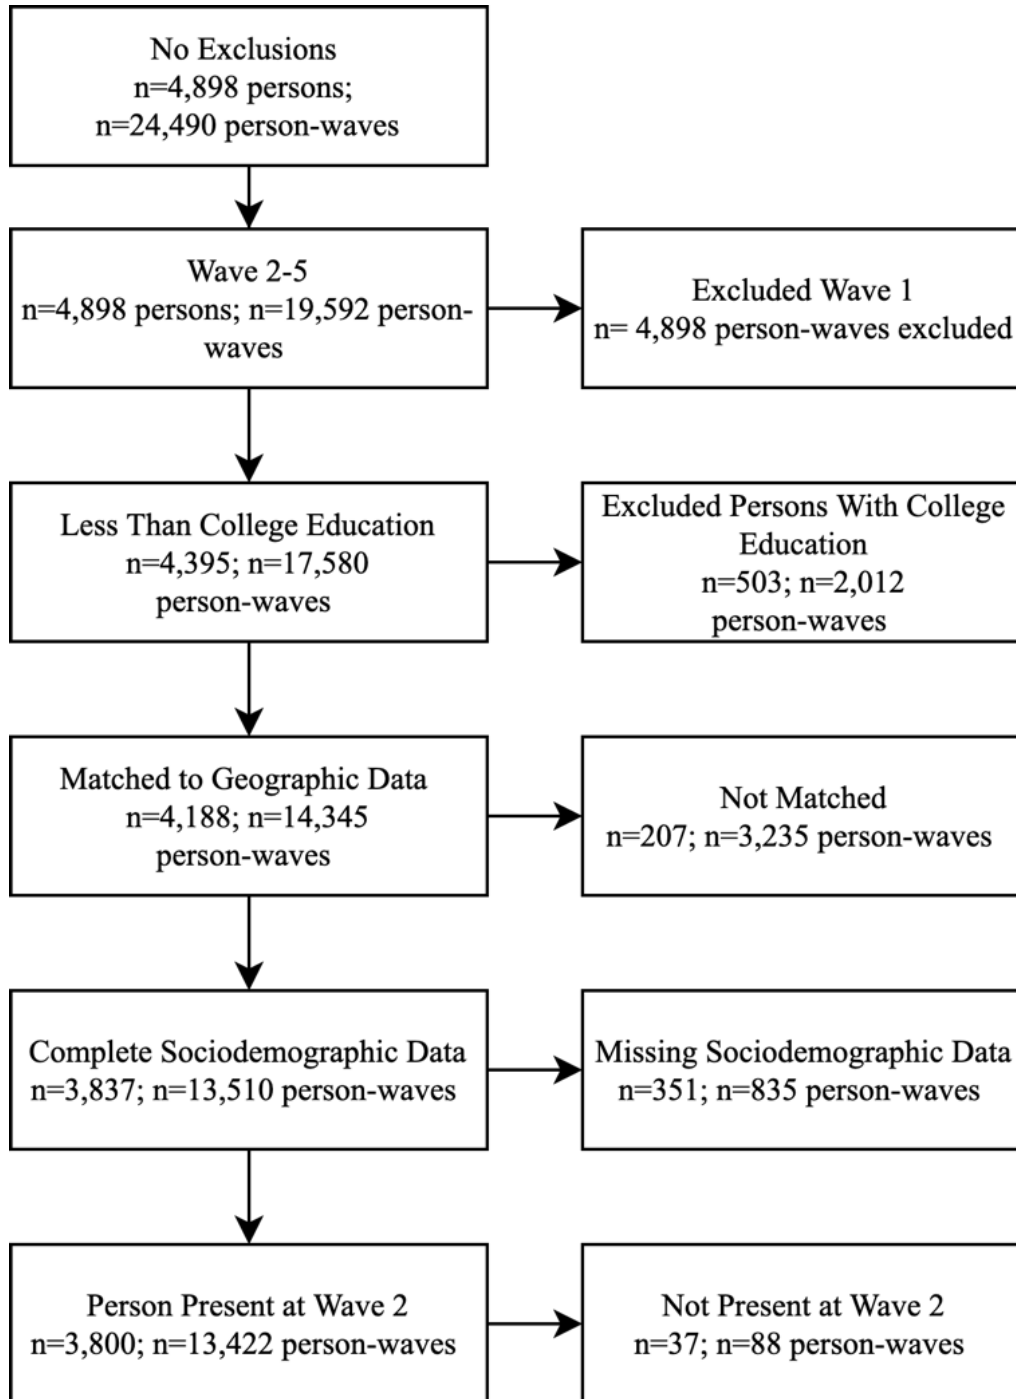 No Exclusions
n=4,898 persons;
n=24,490 person-waves
Wave 2-5
n=4,898 persons; n=19,592 person-
waves
Excluded Wave 1
n= 4,898 person-waves excluded
Less Than College Education
n=4,395; n=17,580
person-waves
Excluded Persons With College
Education
n=503; n=2,012
person-waves
Matched to Geographic Data
n=4,188; n=14,345
person-waves
Not Matched
n=207; n=3,235 person-waves
Complete Sociodemographic Data
n=3,837; n=13,510 person-waves
Missing Sociodemographic Data
n=351; n=835 person-waves
Person Present at Wave 2
n=3,800; n=13,422 person-waves
Not Present at Wave 2
n=37; n=88 person-waves